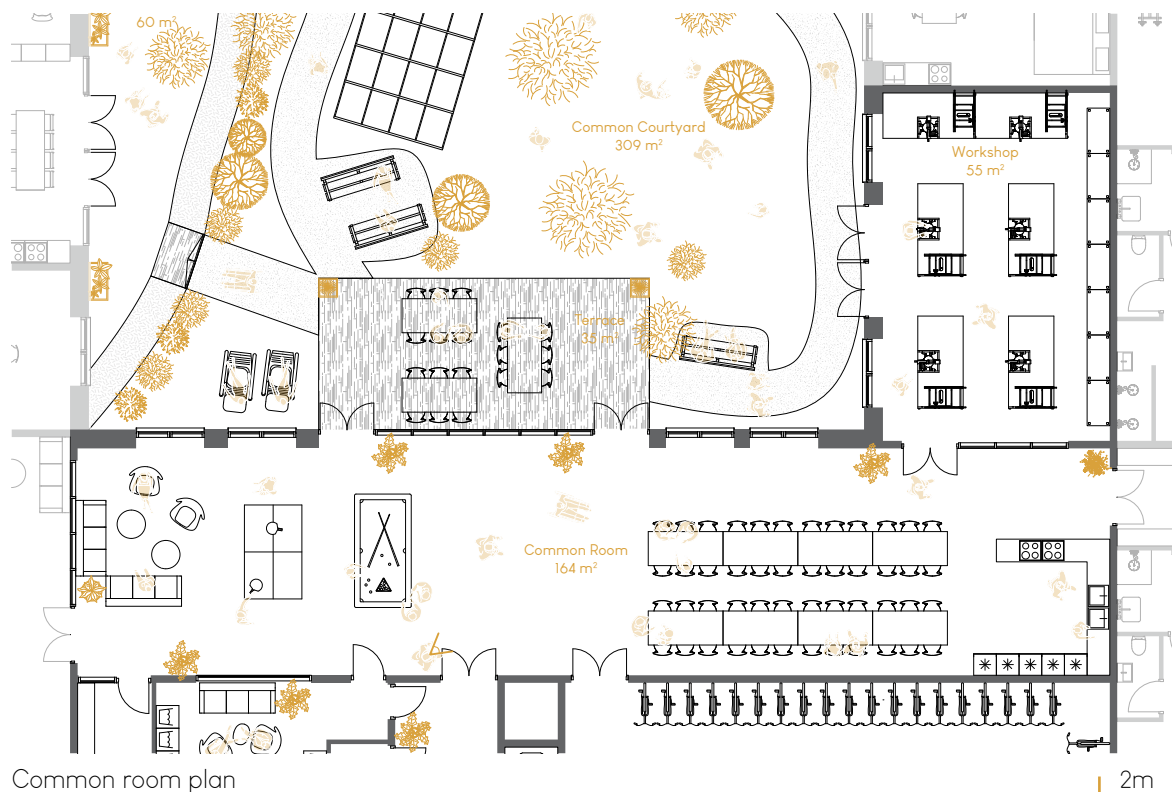 60 m²
Common Courtyard
309 m²
Workshop
55 m²
Terrace
35 m²
Common Room
164 m²
Common room plan
2m